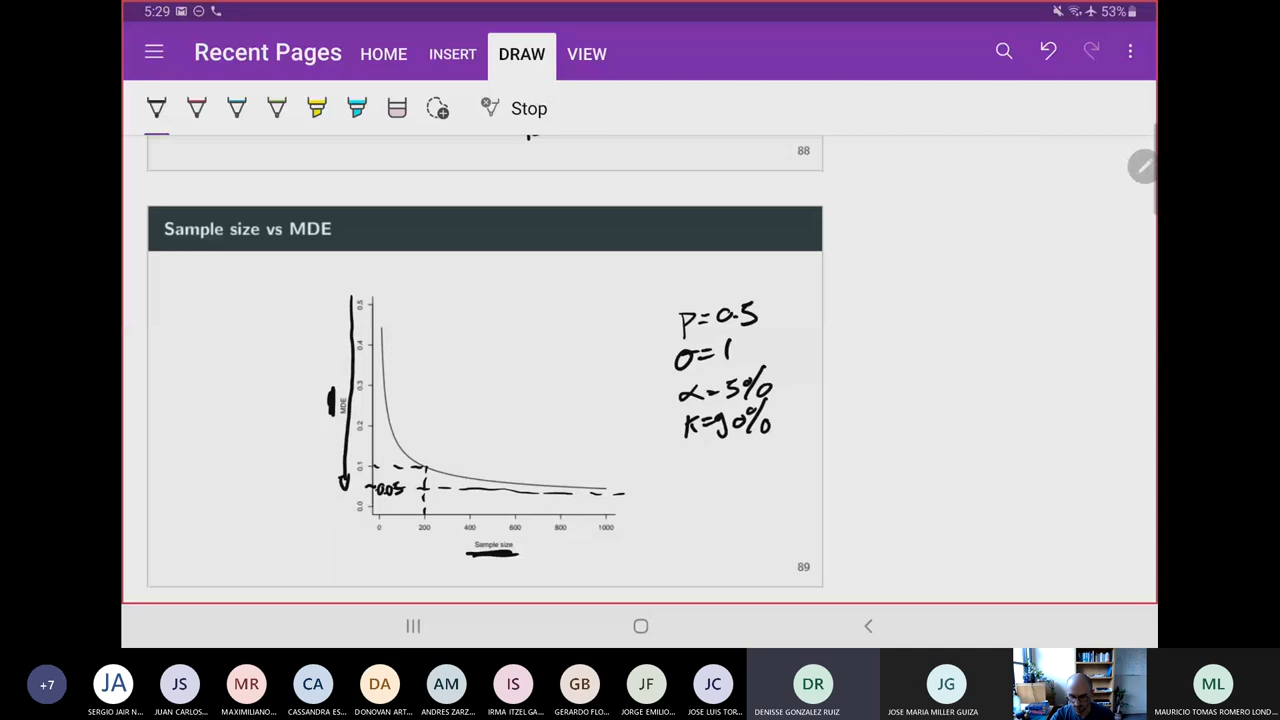 5:29
53%
Recent Pages HOME INSERT DRAW VIEW
Stop
88
Sample size vs MDE
0.5
0.4
0.3
0.2
0.1
0.0
MDE
~0.05
0 200 400 600 800 1000
Sample size
P=0.5
σ=1
α=5%
K=90%
89
+7
JA
SERGIO JAIR N...
JS
JUAN CARLOS...
MR
MAXIMILIANO...
CA
CASSANDRA ES...
DA
DONOVAN ART...
AM
ANDRES ZARZ...
IS
IRMA ITZEL GA...
GB
GERARDO FLO...
JF
JORGE EMILIO...
JC
JOSE LUIS TOR...
DR
DENISSE GONZALEZ RUIZ
JG
JOSE MARIA MILLER GUIZA
ML
MAURICIO TOMAS ROMERO LOND...